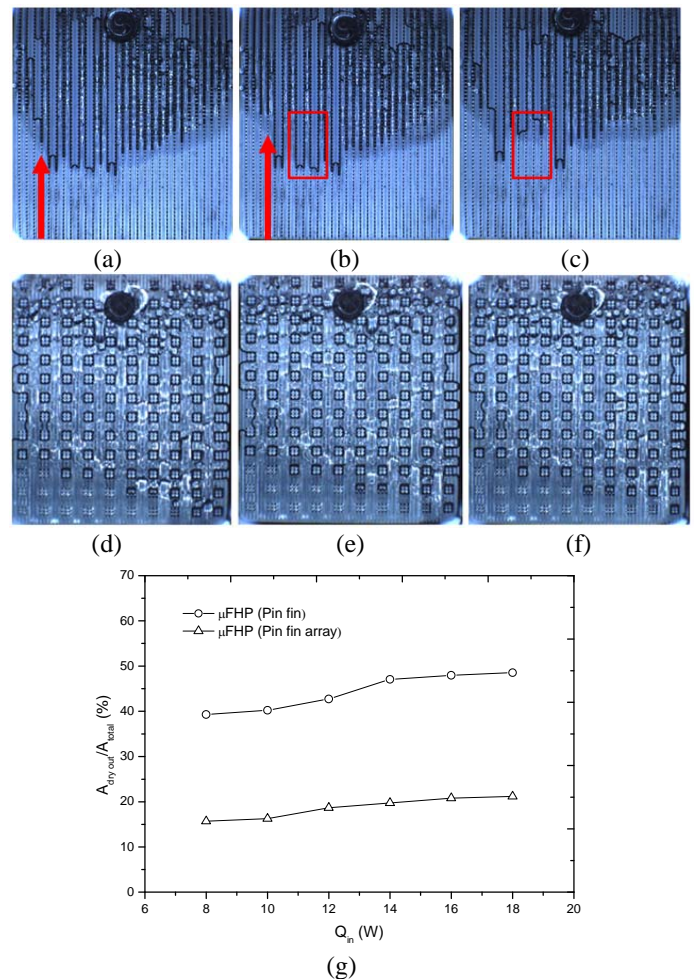 (a) (b) (c)
(d) (e) (f)
70
60
50
40
30
20
10
0
A_dry out/A_total (%)
μFHP (Pin fin)
μFHP (Pin fin array)
6 8 10 12 14 16 18 20
Q_in (W)
(g)